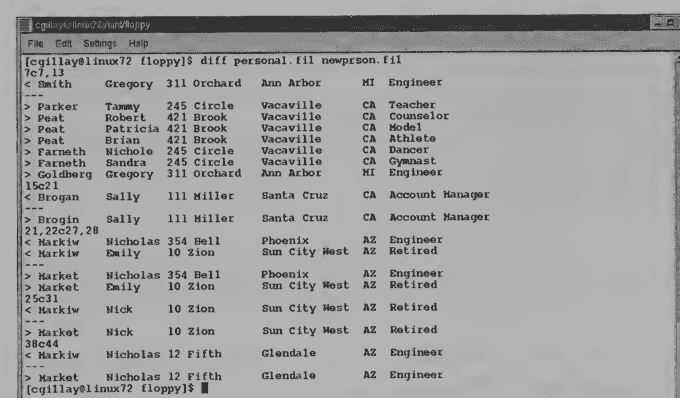 cgillay@linux72:/mnt/floppy
File Edit Settings Help
[cgillay@linux72 floppy]$ diff personal.fil newprson.fil
7c7,13
< Smith Gregory 311 Orchard Ann Arbor MI Engineer
---
> Parker Tammy 245 Circle Vacaville CA Teacher
> Peat Robert 421 Brook Vacaville CA Counselor
> Peat Patricia 421 Brook Vacaville CA Model
> Peat Brian 421 Brook Vacaville CA Athlete
> Farneth Nichole 245 Circle Vacaville CA Dancer
> Farneth Sandra 245 Circle Vacaville CA Gymnast
> Goldberg Gregory 311 Orchard Ann Arbor MI Engineer
15c21
< Brogan Sally 111 Miller Santa Cruz CA Account Manager
---
> Brogin Sally 111 Miller Santa Cruz CA Account Manager
21,22c27,28
< Markiw Nicholas 354 Bell Phoenix AZ Engineer
< Markiw Emily 10 Zion Sun City West AZ Retired
---
> Market Nicholas 354 Bell Phoenix AZ Engineer
> Market Emily 10 Zion Sun City West AZ Retired
25c31
< Markiw Nick 10 Zion Sun City West AZ Retired
---
> Market Nick 10 Zion Sun City West AZ Retired
38c44
< Markiw Nicholas 12 Fifth Glendale AZ Engineer
---
> Market Nicholas 12 Fifth Glendale AZ Engineer
[cgillay@linux72 floppy]$